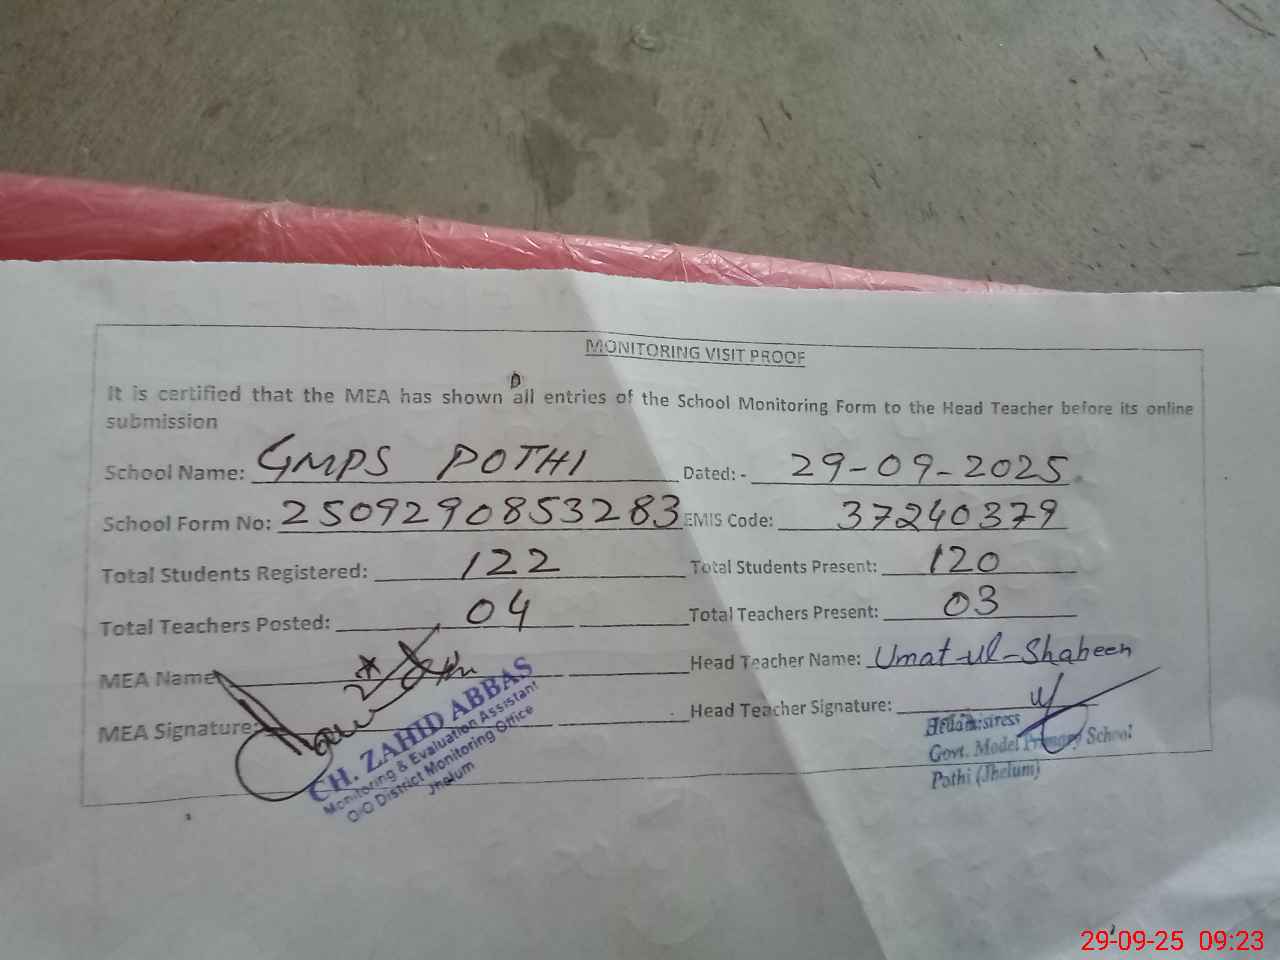 MONITORING VISIT PROOF
It is certified that the MEA has shown all entries of the School Monitoring Form to the Head Teacher before its online
submission
School Name: GMPS POTHI Dated: - 29-09-2025
School Form No: 2509290853283 EMIS Code: 37240379
Total Students Registered: 122 Total Students Present: 120
Total Teachers Posted: 04 Total Teachers Present: 03
MEA Name Head Teacher Name: Umat-ul-Shaheen
MEA Signature: Head Teacher Signature:
CH. ZAHID ABBAS
Monitoring & Evaluation Assistant
O/O District Monitoring Office
Jhelum
Govt. Model Primary School
Pothi (Jhelum)
29-09-25 09:23